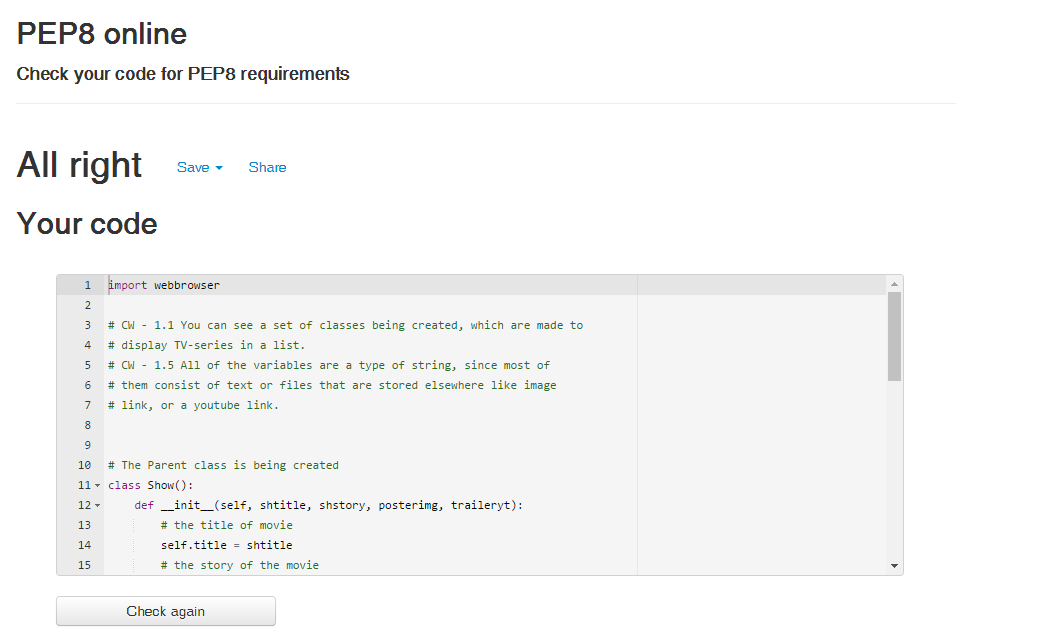 PEP8 online
Check your code for PEP8 requirements
All right Save Share
Your code
1 import webbrowser
2
3 # CW - 1.1 You can see a set of classes being created, which are made to
4 # display TV-series in a list.
5 # CW - 1.5 All of the variables are a type of string, since most of
6 # them consist of text or files that are stored elsewhere like image
7 # link, or a youtube link.
8
9
10 # The Parent class is being created
11 class Show():
12 def __init__(self, shtitle, shstory, posterimg, traileryt):
13 # the title of movie
14 self.title = shtitle
15 # the story of the movie
Check again